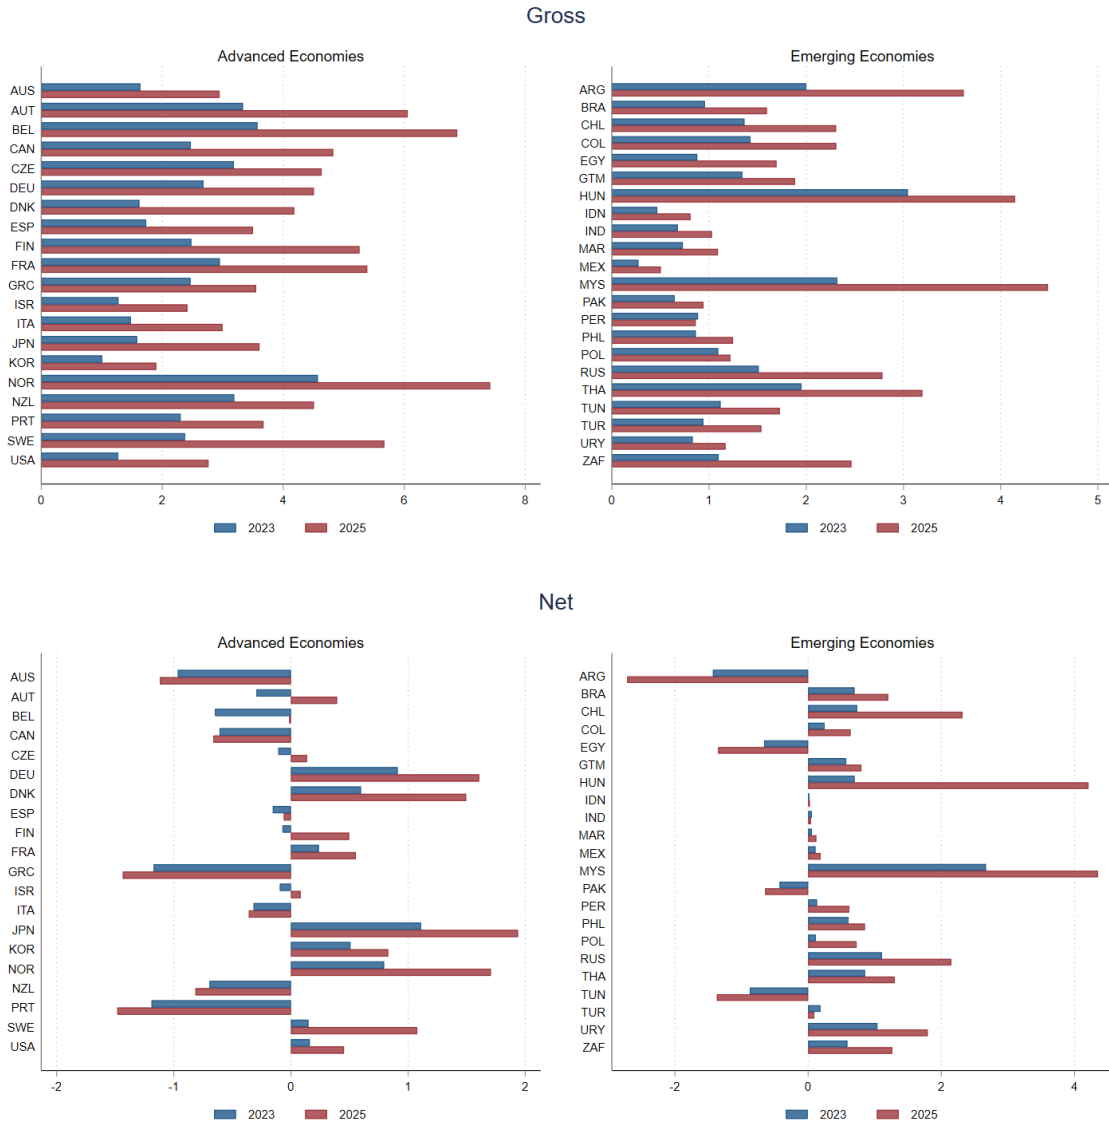 Gross
Advanced Economies
AUS
AUT
BEL
CAN
CZE
DEU
DNK
ESP
FIN
FRA
GRC
ISR
ITA
JPN
KOR
NOR
NZL
PRT
SWE
USA
0 2 4 6 8
2023 2025
Emerging Economies
ARG
BRA
CHL
COL
EGY
GTM
HUN
IDN
IND
MAR
MEX
MYS
PAK
PER
PHL
POL
RUS
THA
TUN
TUR
URY
ZAF
0 1 2 3 4 5
2023 2025
Net
Advanced Economies
AUS
AUT
BEL
CAN
CZE
DEU
DNK
ESP
FIN
FRA
GRC
ISR
ITA
JPN
KOR
NOR
NZL
PRT
SWE
USA
-2 -1 0 1 2
2023 2025
Emerging Economies
ARG
BRA
CHL
COL
EGY
GTM
HUN
IDN
IND
MAR
MEX
MYS
PAK
PER
PHL
POL
RUS
THA
TUN
TUR
URY
ZAF
-2 0 2 4
2023 2025